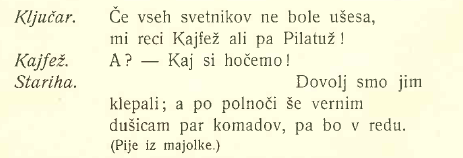 Ključar. Če vseh svetnikov ne bole ušesa,
mi reci Kajfež ali pa Pilatuž!
Kajfež. A? — Kaj si hočemo!
Stariha. Dovolj smo jim
klepali; a po polnoči še vernim
dušicam par komadov, pa bo v redu.
(Pije iz majolke.)